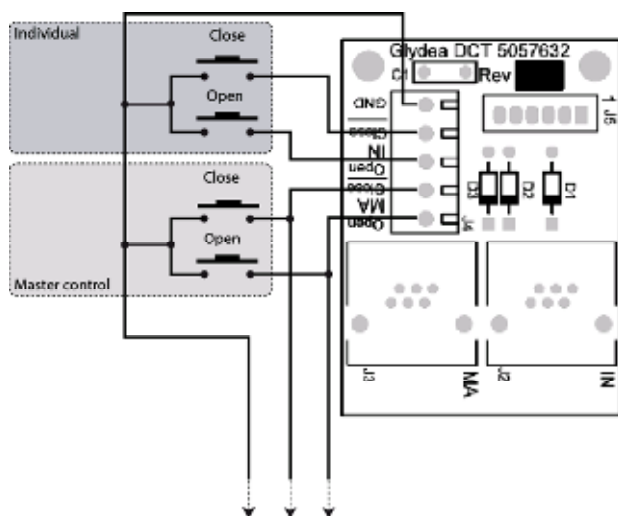 Individual
Close
Open
Close
Open
Master control
Glydea DCT 5057632
Rev
GND
Close
IN
Open
Close
MA
Open
J4
1
J5
D3
D2
D1
J3
MA
J2
IN